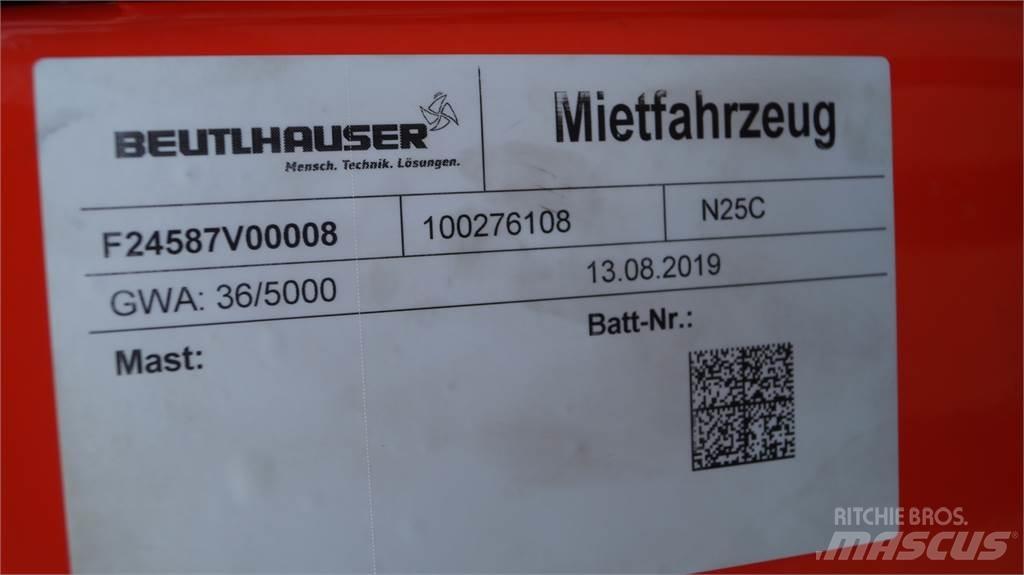 BEUTLHAUSER
Mensch. Technik. Lösungen.
Mietfahrzeug
F24587V00008
100276108
N25C
GWA: 36/5000
13.08.2019
Mast:
Batt-Nr.:
RITCHIE BROS.
MASCUS